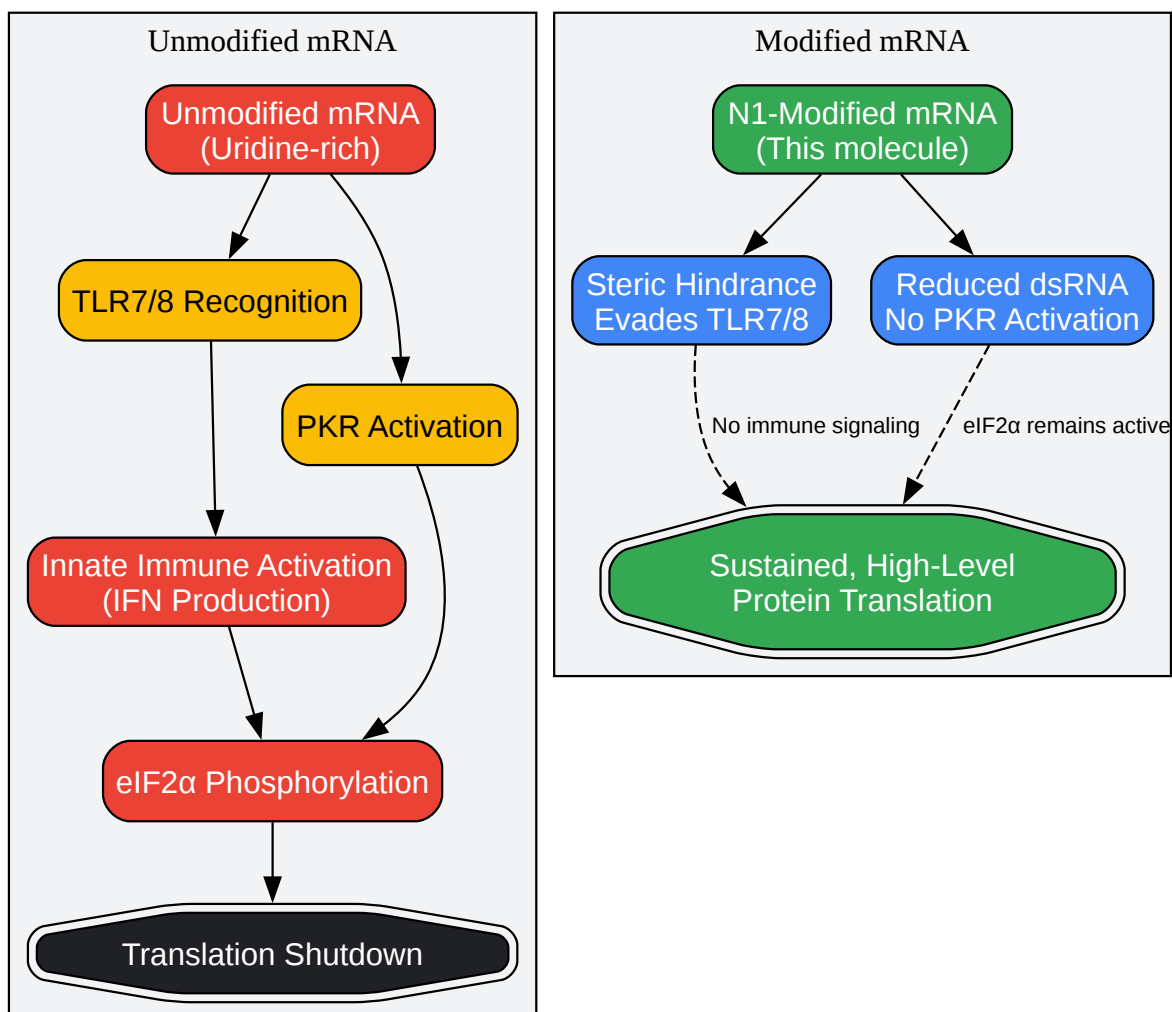 Unmodified mRNA
Unmodified mRNA
(Uridine-rich)
TLR7/8 Recognition
PKR Activation
Innate Immune Activation
(IFN Production)
eIF2α Phosphorylation
Translation Shutdown
Modified mRNA
N1-Modified mRNA
(This molecule)
Steric Hindrance
Evades TLR7/8
Reduced dsRNA
No PKR Activation
No immune signaling
eIF2α remains active
Sustained, High-Level
Protein Translation